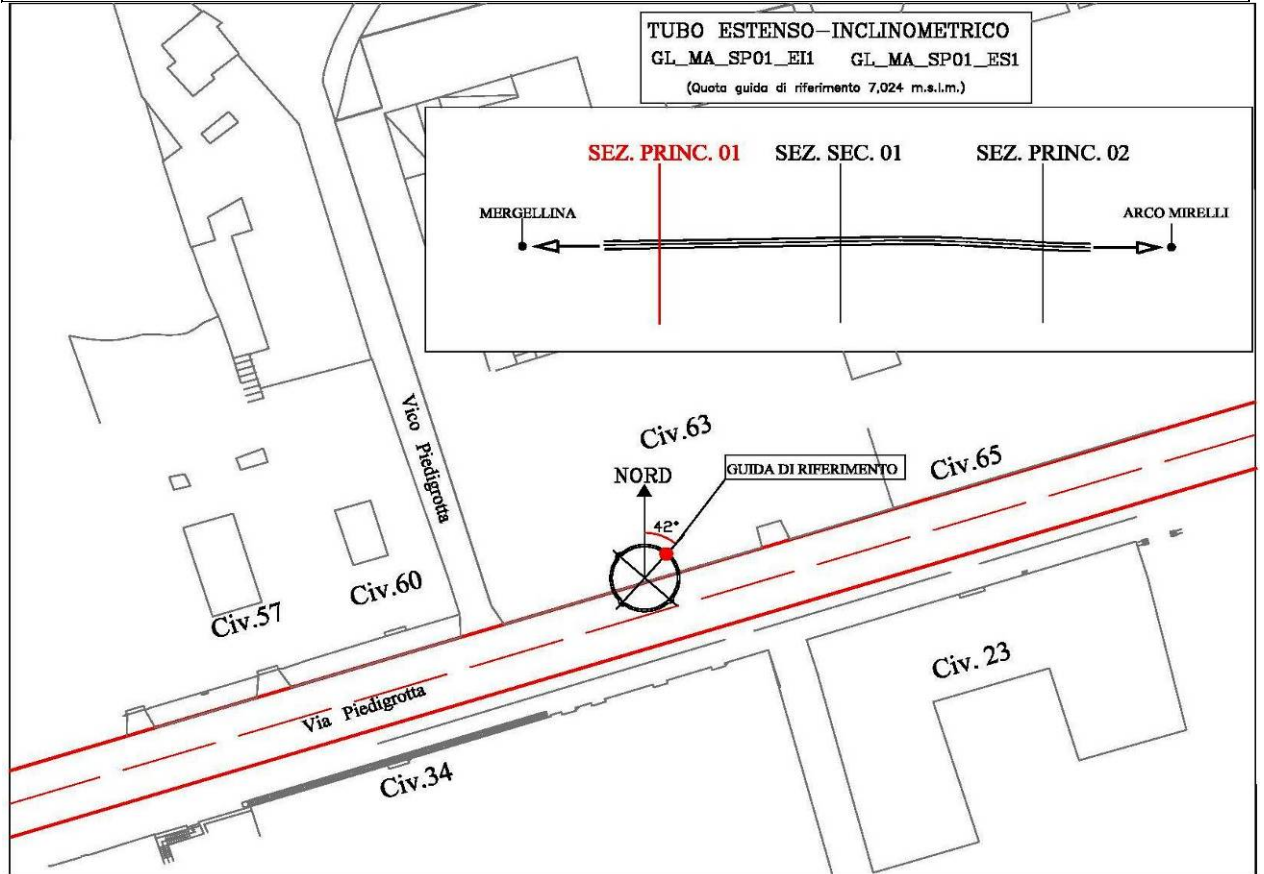 TUBO ESTENSO-INCLINOMETRICO
GL_MA_SP01_EI1 GL_MA_SP01_ES1
(Quota guida di riferimento 7,024 m.s.l.m.)
SEZ. PRINC. 01 SEZ. SEC. 01 SEZ. PRINC. 02
MERGELLINA ARCO MIRELLI
Vico Piedigrotta
Civ.63
NORD
GUIDA DI RIFERIMENTO
Civ.65
42°
Civ.60
Civ.57
Civ. 23
Via Piedigrotta
Civ.34